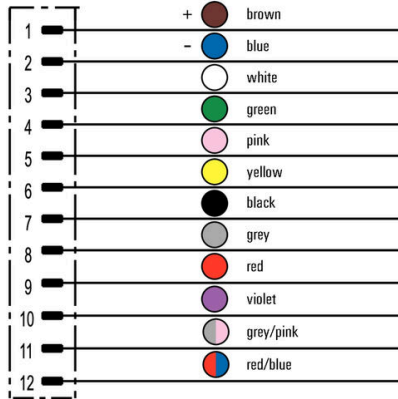 1 + brown
2 - blue
3 white
4 green
5 pink
6 yellow
7 black
8 grey
9 red
10 violet
11 grey/pink
12 red/blue